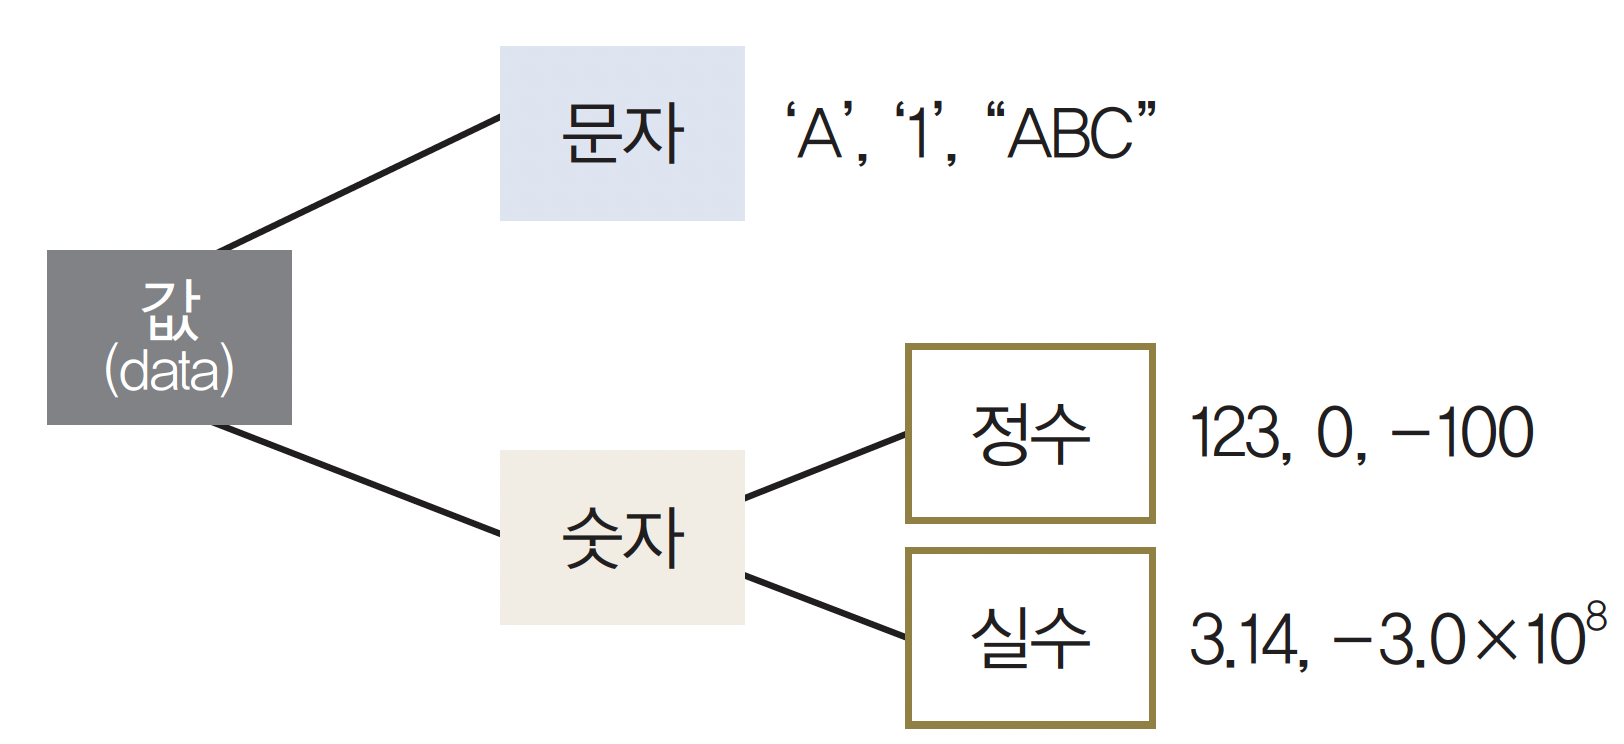 문자
‘A’, ‘1’, “ABC”
값
(data)
숫자
정수
123, 0, −100
실수
3.14, −3.0×10⁸